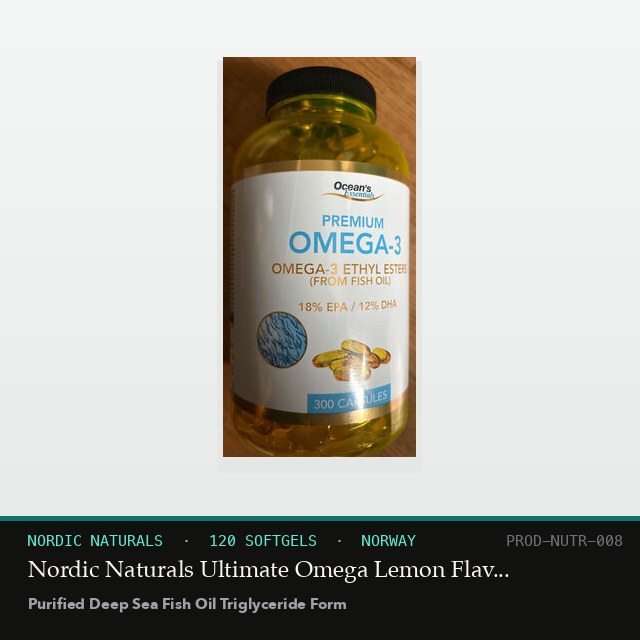 Ocean's
Essentials
PREMIUM
OMEGA-3
OMEGA-3 ETHYL ESTERS
(FROM FISH OIL)
18% EPA / 12% DHA
300 CAPSULES
NORDIC NATURALS · 120 SOFTGELS · NORWAY
PROD–NUTR–008
Nordic Naturals Ultimate Omega Lemon Flav...
Purified Deep Sea Fish Oil Triglyceride Form